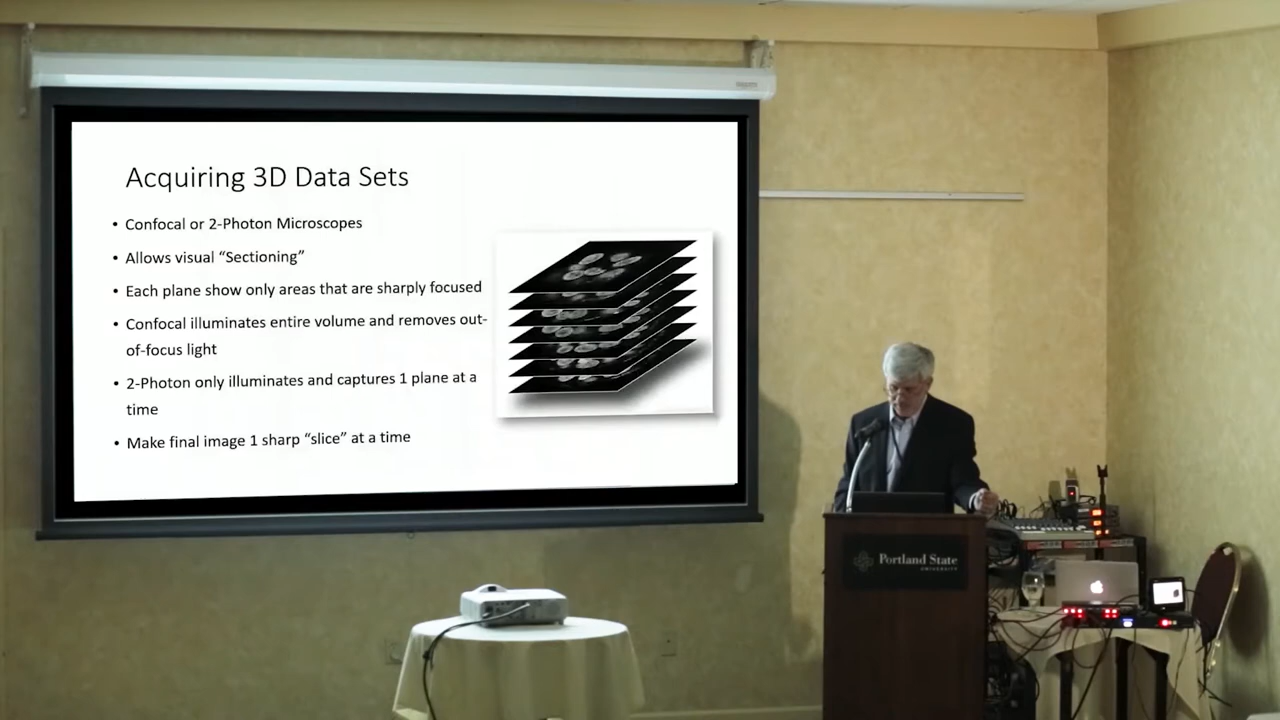 Acquiring 3D Data Sets
• Confocal or 2-Photon Microscopes
• Allows visual “Sectioning”
• Each plane show only areas that are sharply focused
• Confocal illuminates entire volume and removes out-
of-focus light
• 2-Photon only illuminates and captures 1 plane at a
time
• Make final image 1 sharp “slice” at a time
Portland State
UNIVERSITY